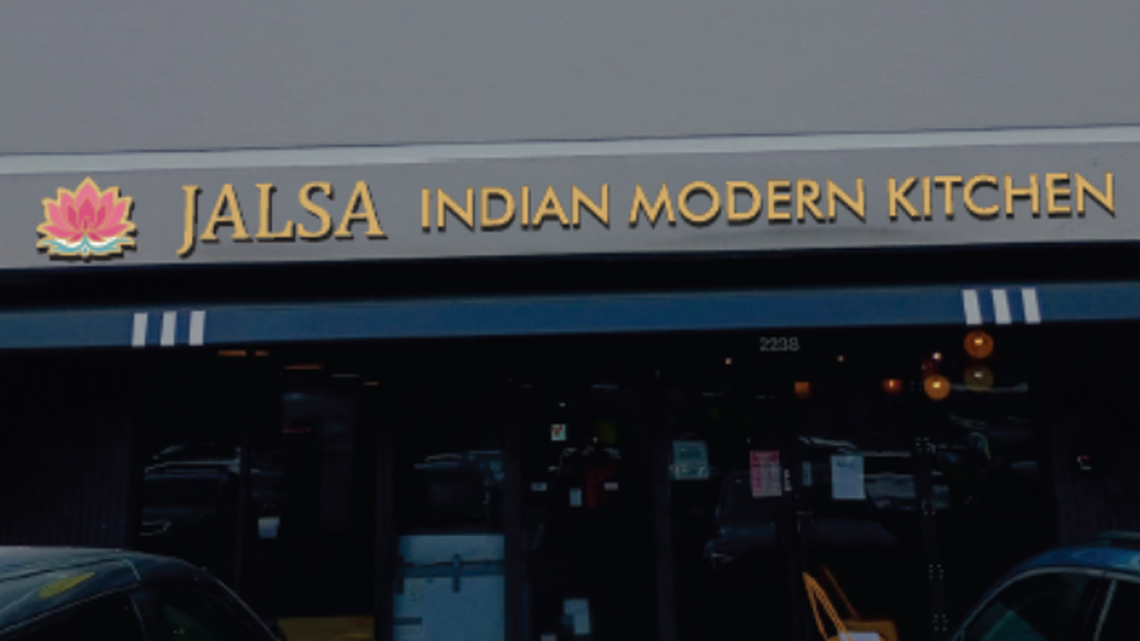 JALSA INDIAN MODERN KITCHEN
2238